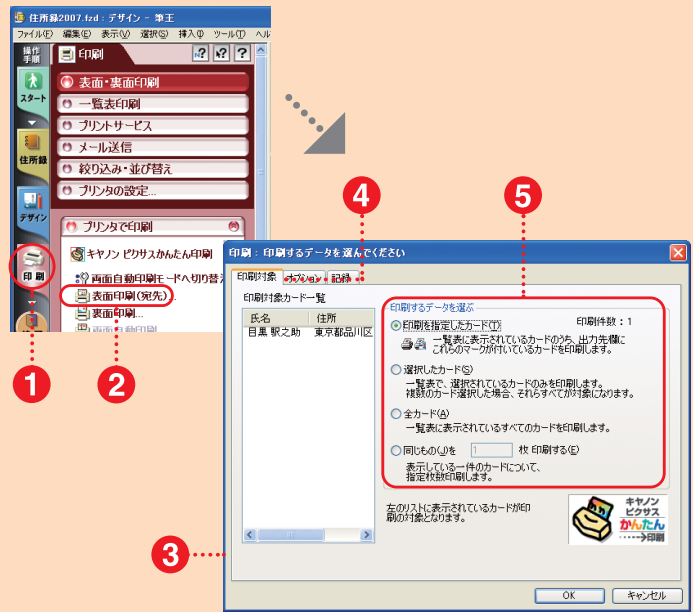 住所録2007.fzd : デザイン - 筆王
ファイル(F) 編集(E) 表示(V) 選択(S) 挿入(I) ツール(T) ヘル
操作
手順
印刷
表面・裏面印刷
スタート
一覧表印刷
プリントサービス
メール送信
住所録
絞り込み・並び替え
プリンタの設定...
デザイン
プリンタで印刷
キヤノン ピクサスかんたん印刷
印 刷
両面自動印刷モードへ切り替え
表面印刷(宛先)...
裏面印刷...
両面自動印刷
1
2
3
4
5
印刷 : 印刷するデータを選んでください
印刷対象 オプション 記録
印刷対象カード一覧
氏名 住所
目黒 駅之助 東京都品川区
印刷するデータを選ぶ
印刷を指定したカード(T) 印刷件数 : 1
一覧表に表示されているカードのうち、出力先欄に
これらのマークが付いているカードを印刷します。
選択したカード(S)
一覧表で、選択されているカードのみを印刷します。
複数のカード選択した場合、それらすべてが対象になります。
全カード(A)
一覧表に表示されているすべてのカードを印刷します。
同じもの(J)を 1 枚 印刷する(E)
表示している一件のカードについて、
指定枚数印刷します。
左のリストに表示されているカードが印
刷の対象となります。
キヤノン
ピクサス
かんたん
印刷
OK キャンセル